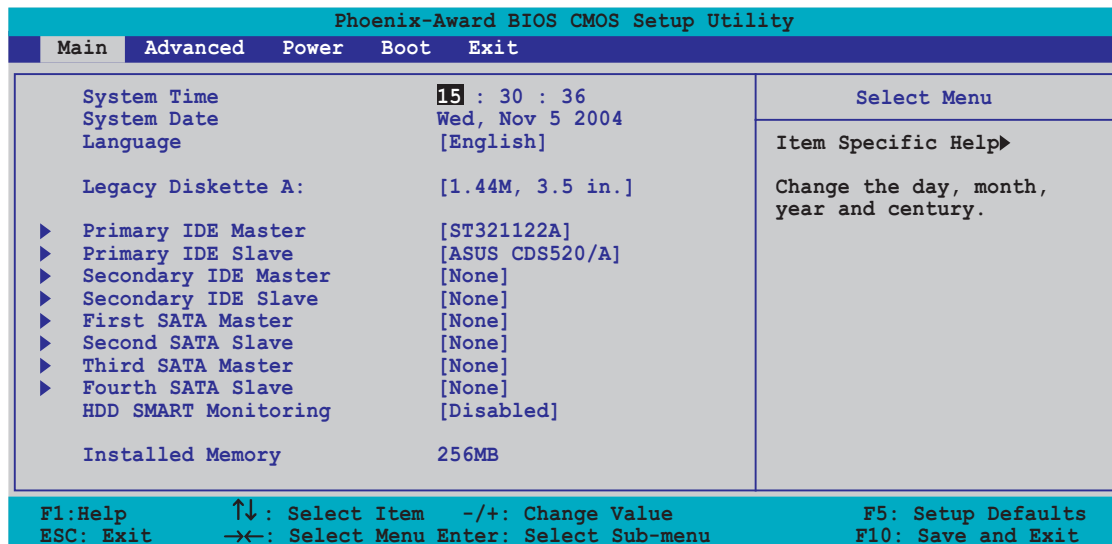 Phoenix-Award BIOS CMOS Setup Utility
Main Advanced Power Boot Exit
System Time 15 : 30 : 36
System Date Wed, Nov 5 2004
Language [English]
Legacy Diskette A: [1.44M, 3.5 in.]
Primary IDE Master [ST321122A]
Primary IDE Slave [ASUS CDS520/A]
Secondary IDE Master [None]
Secondary IDE Slave [None]
First SATA Master [None]
Second SATA Slave [None]
Third SATA Master [None]
Fourth SATA Slave [None]
HDD SMART Monitoring [Disabled]
Installed Memory 256MB
Select Menu
Item Specific Help▶
Change the day, month,
year and century.
F1:Help ↑↓ : Select Item -/+: Change Value F5: Setup Defaults
ESC: Exit →←: Select Menu Enter: Select Sub-menu F10: Save and Exit